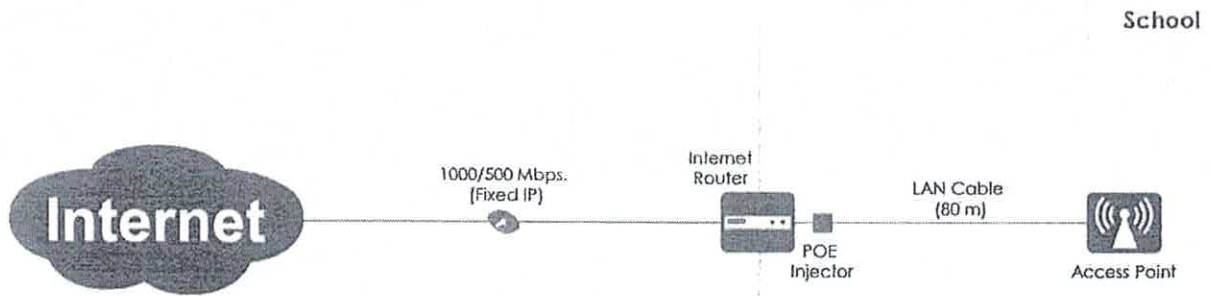 School
Internet
1000/500 Mbps.
(Fixed IP)
Internet
Router
POE
Injector
LAN Cable
(80 m)
Access Point